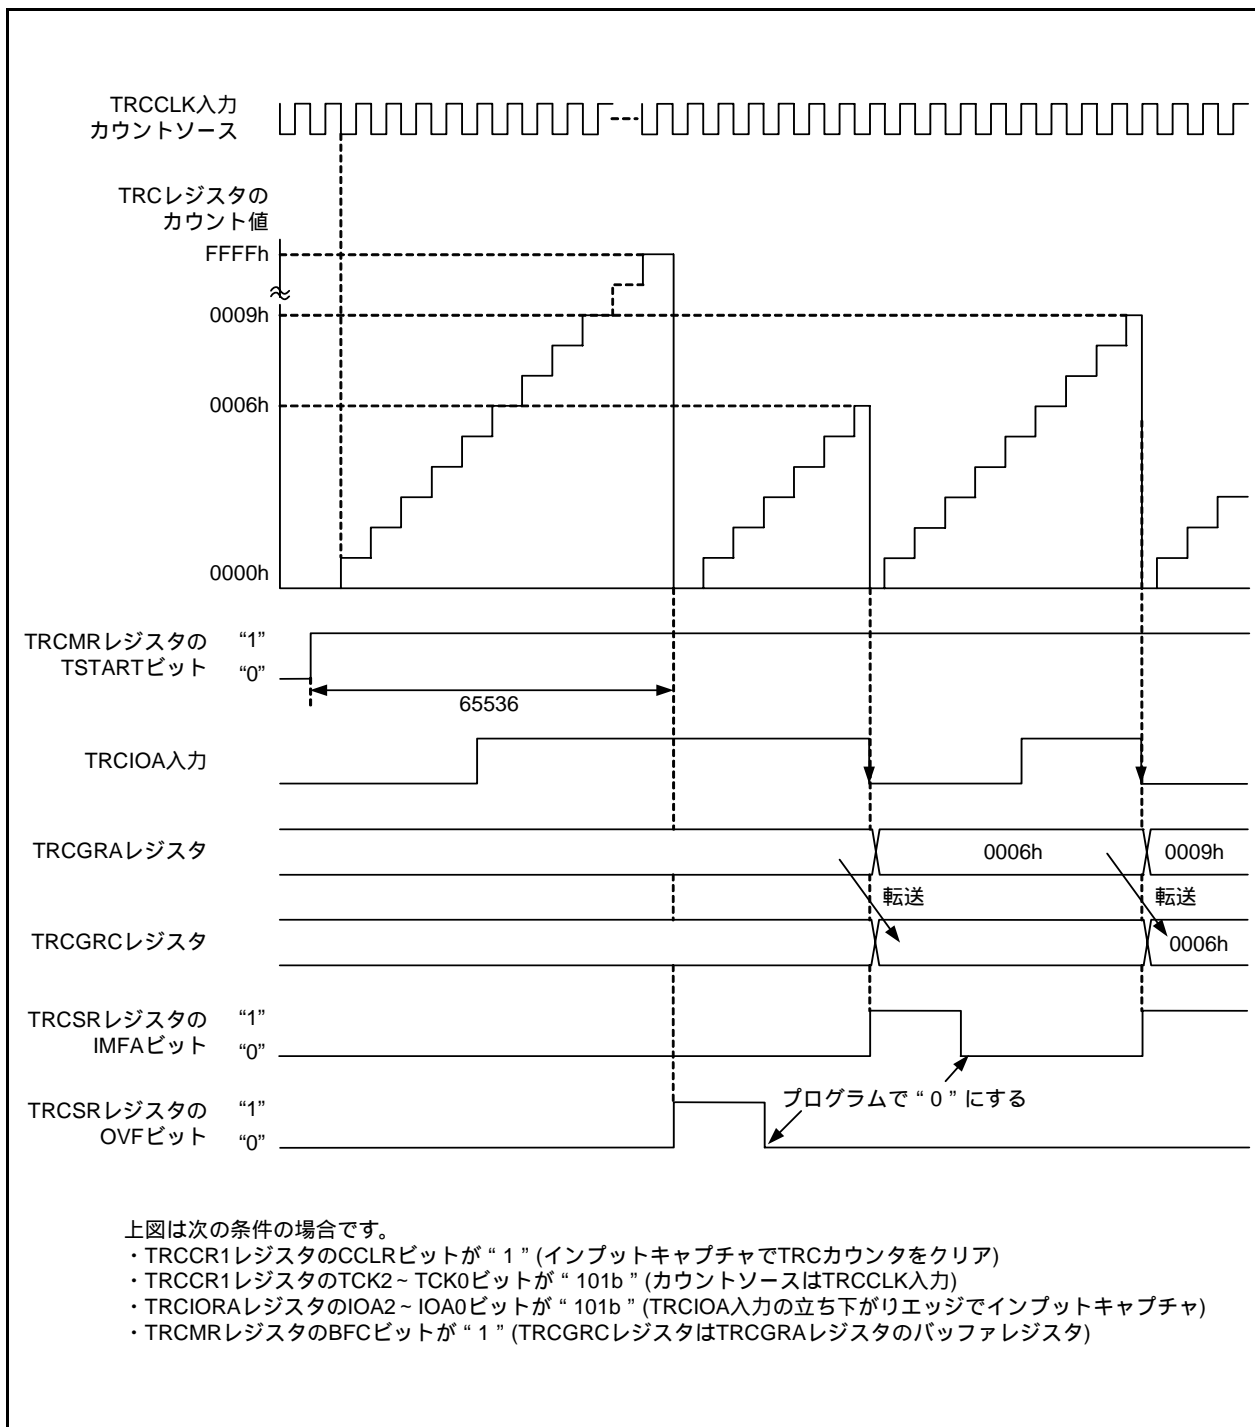 TRCCLK入力
カウントソース
TRCレジスタの
カウント値
FFFFh
0009h
0006h
0000h
TRCMRレジスタの
TSTARTビット
“1”
“0”
65536
TRCIOA入力
TRCGRAレジスタ
0006h
0009h
転送
転送
TRCGRCレジスタ
0006h
TRCSRレジスタの
IMFAビット
“1”
“0”
プログラムで“ 0 ”にする
TRCSRレジスタの
OVFビット
“1”
“0”
上図は次の条件の場合です。
・TRCCR1レジスタのCCLRビットが“ 1 ” (インプットキャプチャでTRCカウンタをクリア)
・TRCCR1レジスタのTCK2～TCK0ビットが“ 101b ” (カウントソースはTRCCLK入力)
・TRCIORAレジスタのIOA2～IOA0ビットが“ 101b ” (TRCIOA入力の立ち下がりエッジでインプットキャプチャ)
・TRCMRレジスタのBFCビットが“ 1 ” (TRCGRCレジスタはTRCGRAレジスタのバッファレジスタ)